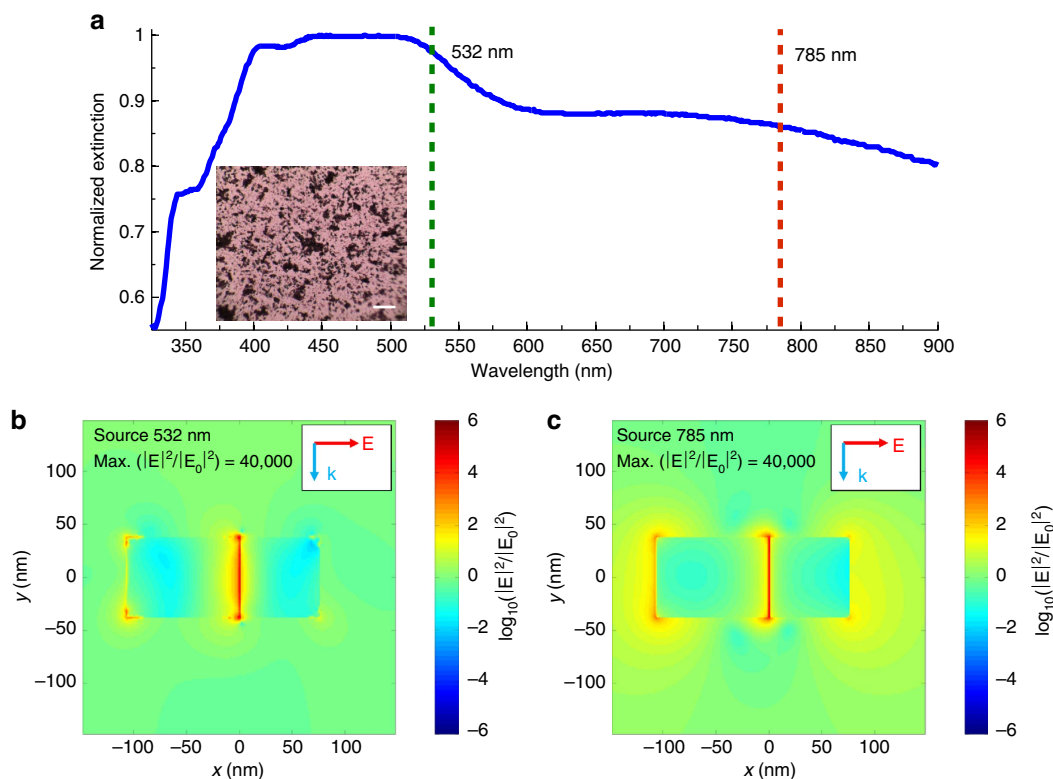 a
1
0.9
0.8
0.7
0.6
Normalized extinction
532 nm
785 nm
350 400 450 500 550 600 650 700 750 800 850 900
Wavelength (nm)
b
Source 532 nm
Max. (|E|²/|E₀|²) = 40,000
E
k
100
50
0
−50
−100
y (nm)
−100 −50 0 50 100
x (nm)
6
4
2
0
−2
−4
−6
log₁₀(|E|²/|E₀|²)
c
Source 785 nm
Max. (|E|²/|E₀|²) = 40,000
E
k
100
50
0
−50
−100
y (nm)
−100 −50 0 50 100
x (nm)
6
4
2
0
−2
−4
−6
log₁₀(|E|²/|E₀|²)